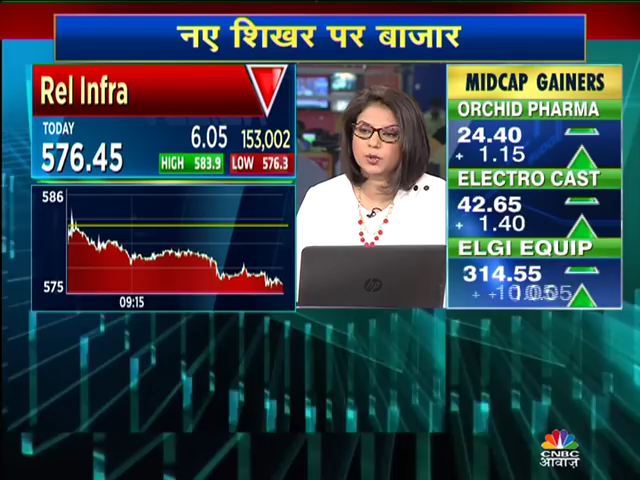 नए शिखर पर बाजार
Rel Infra
TODAY
576.45
6.05 153,002
HIGH 583.9 LOW 576.3
586
575
09:15
hp
MIDCAP GAINERS
ORCHID PHARMA
24.40
+ 1.15
ELECTRO CAST
42.65
+ 1.40
ELGI EQUIP
314.55
CNBC
आवाज़